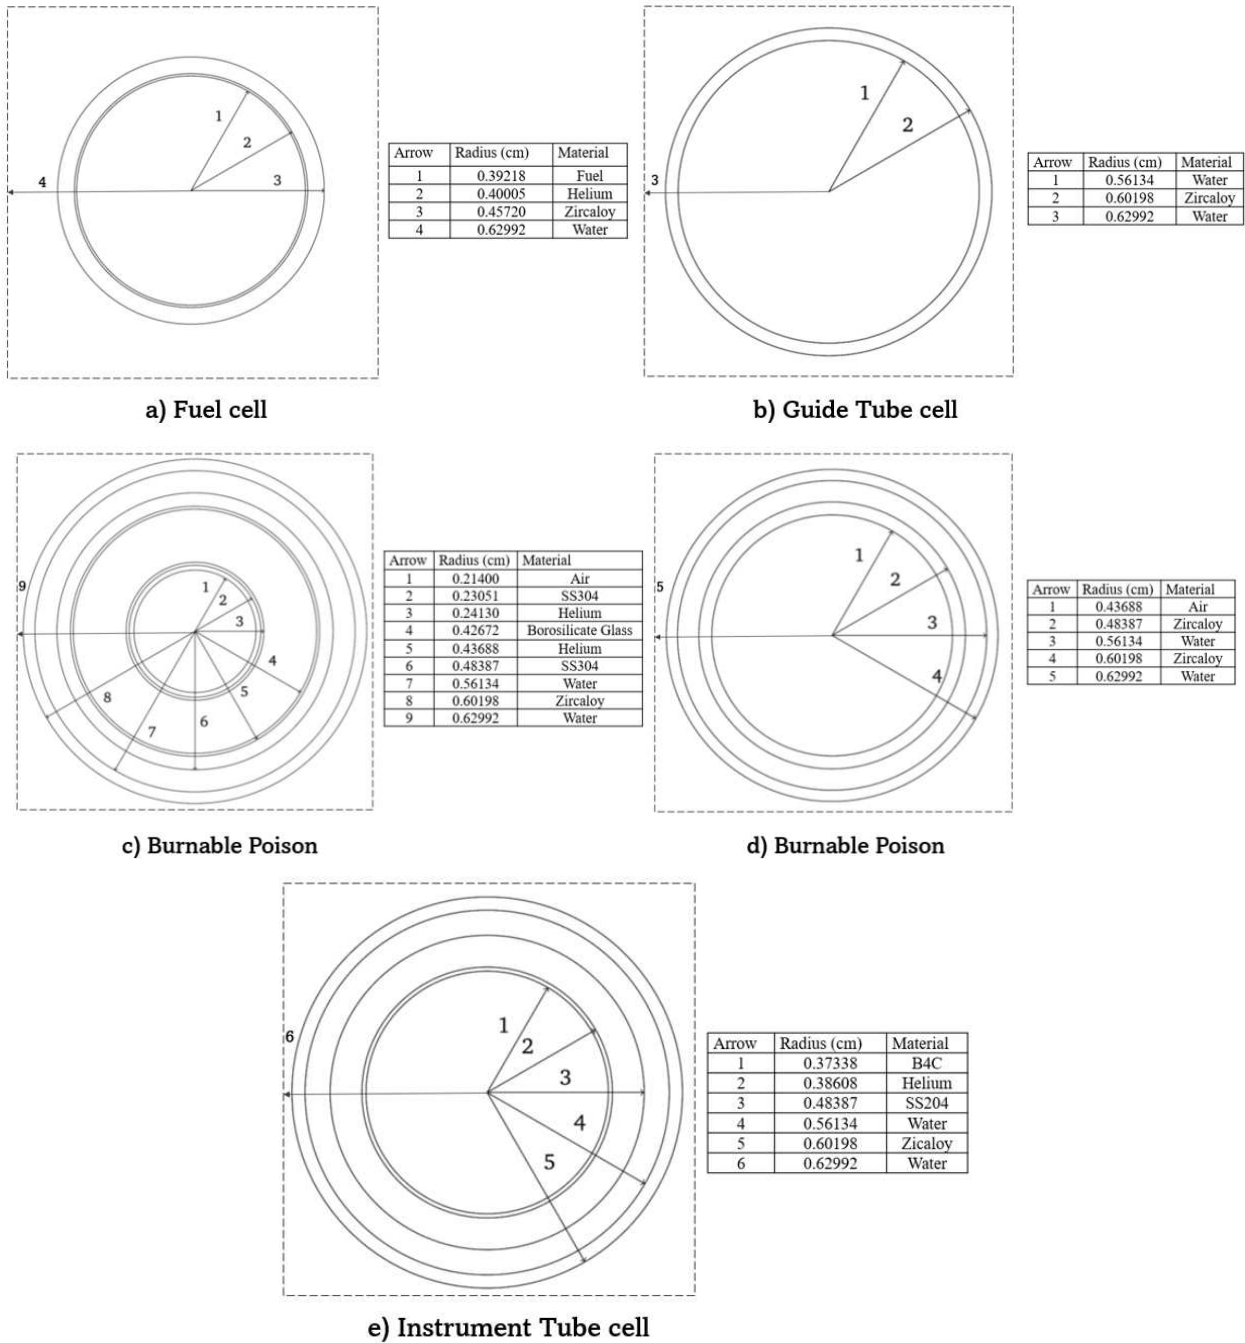 1
2
3
4
Arrow Radius (cm) Material
1 0.39218 Fuel
2 0.40005 Helium
3 0.45720 Zircaloy
4 0.62992 Water
a) Fuel cell
1
2
3
Arrow Radius (cm) Material
1 0.56134 Water
2 0.60198 Zircaloy
3 0.62992 Water
b) Guide Tube cell
1
2
3
4
5
6
7
8
9
Arrow Radius (cm) Material
1 0.21400 Air
2 0.23051 SS304
3 0.24130 Helium
4 0.42672 Borosilicate Glass
5 0.43688 Helium
6 0.48387 SS304
7 0.56134 Water
8 0.60198 Zircaloy
9 0.62992 Water
c) Burnable Poison
1
2
3
4
5
Arrow Radius (cm) Material
1 0.43688 Air
2 0.48387 Zircaloy
3 0.56134 Water
4 0.60198 Zircaloy
5 0.62992 Water
d) Burnable Poison
1
2
3
4
5
6
Arrow Radius (cm) Material
1 0.37338 B4C
2 0.38608 Helium
3 0.48387 SS204
4 0.56134 Water
5 0.60198 Zicaloy
6 0.62992 Water
e) Instrument Tube cell